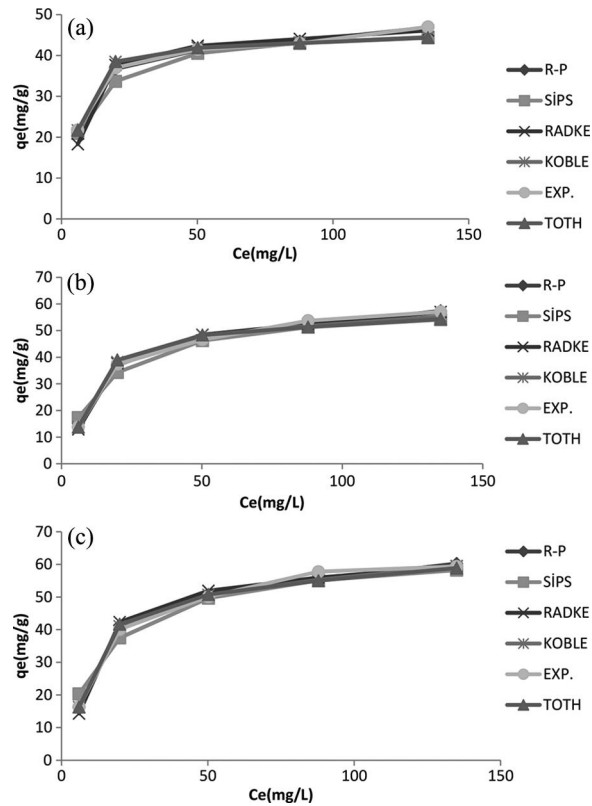 (a)
50
40
30
20
10
0
qe(mg/g)
0 50 100 150
Ce(mg/L)
R-P
SİPS
RADKE
KOBLE
EXP.
TOTH
(b)
70
60
50
40
30
20
10
0
qe(mg/g)
0 50 100 150
Ce(mg/L)
R-P
SİPS
RADKE
KOBLE
EXP.
TOTH
(c)
70
60
50
40
30
20
10
0
qe(mg/g)
0 50 100 150
Ce(mg/L)
R-P
SİPS
RADKE
KOBLE
EXP.
TOTH